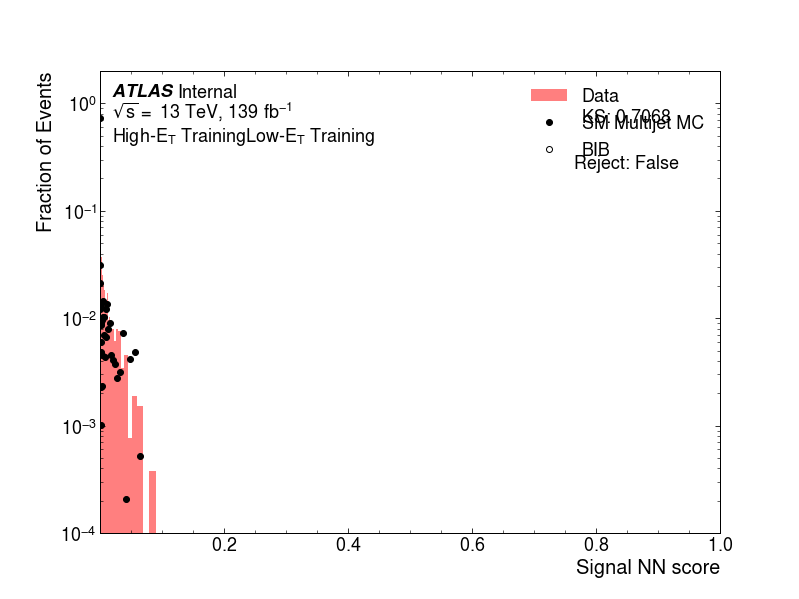 ATLAS Internal
√s = 13 TeV, 139 fb⁻¹
High-E_T TrainingLow-E_T Training
Data
KS: 0.7068
SM Multijet MC
BIB
Reject: False
Fraction of Events
10⁰
10⁻¹
10⁻²
10⁻³
10⁻⁴
0.2 0.4 0.6 0.8 1.0
Signal NN score